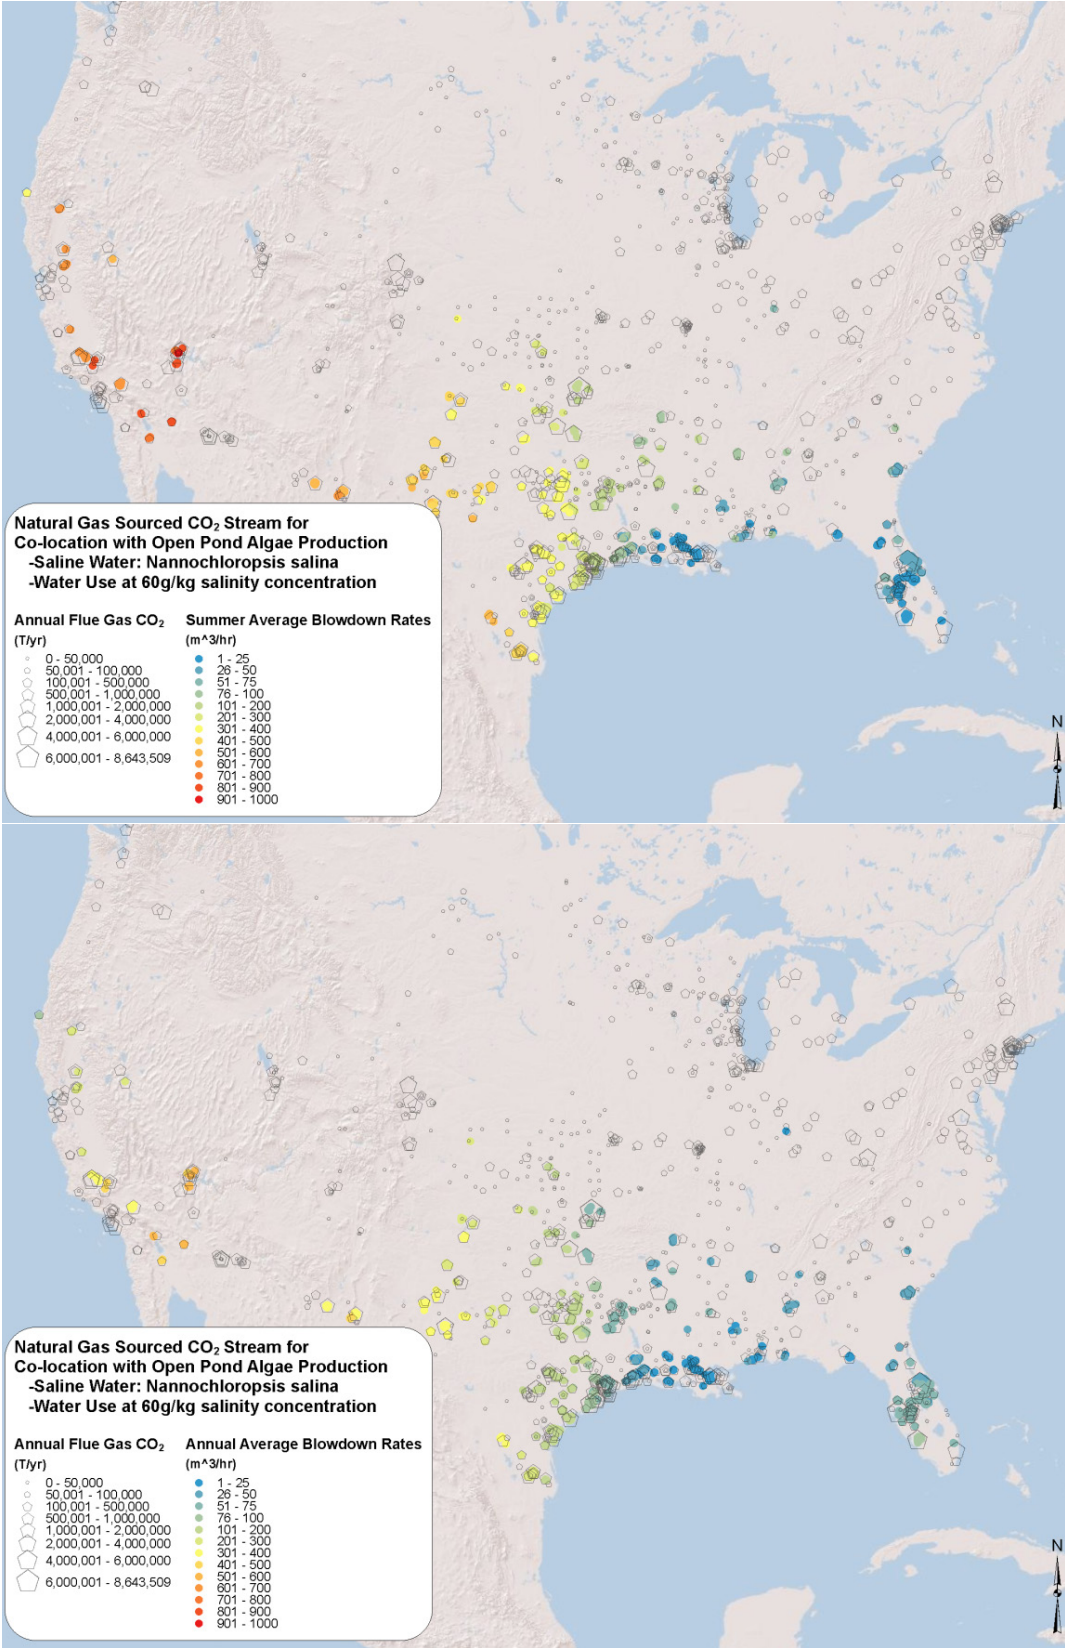 Natural Gas Sourced CO₂ Stream for
Co-location with Open Pond Algae Production
-Saline Water: Nannochloropsis salina
-Water Use at 60g/kg salinity concentration
Annual Flue Gas CO₂
(T/yr)
0 - 50,000
50,001 - 100,000
100,001 - 500,000
500,001 - 1,000,000
1,000,001 - 2,000,000
2,000,001 - 4,000,000
4,000,001 - 6,000,000
6,000,001 - 8,643,509
Summer Average Blowdown Rates
(m^3/hr)
1 - 25
26 - 50
51 - 75
76 - 100
101 - 200
201 - 300
301 - 400
401 - 500
501 - 600
601 - 700
701 - 800
801 - 900
901 - 1000
N
Natural Gas Sourced CO₂ Stream for
Co-location with Open Pond Algae Production
-Saline Water: Nannochloropsis salina
-Water Use at 60g/kg salinity concentration
Annual Flue Gas CO₂
(T/yr)
0 - 50,000
50,001 - 100,000
100,001 - 500,000
500,001 - 1,000,000
1,000,001 - 2,000,000
2,000,001 - 4,000,000
4,000,001 - 6,000,000
6,000,001 - 8,643,509
Annual Average Blowdown Rates
(m^3/hr)
1 - 25
26 - 50
51 - 75
76 - 100
101 - 200
201 - 300
301 - 400
401 - 500
501 - 600
601 - 700
701 - 800
801 - 900
901 - 1000
N